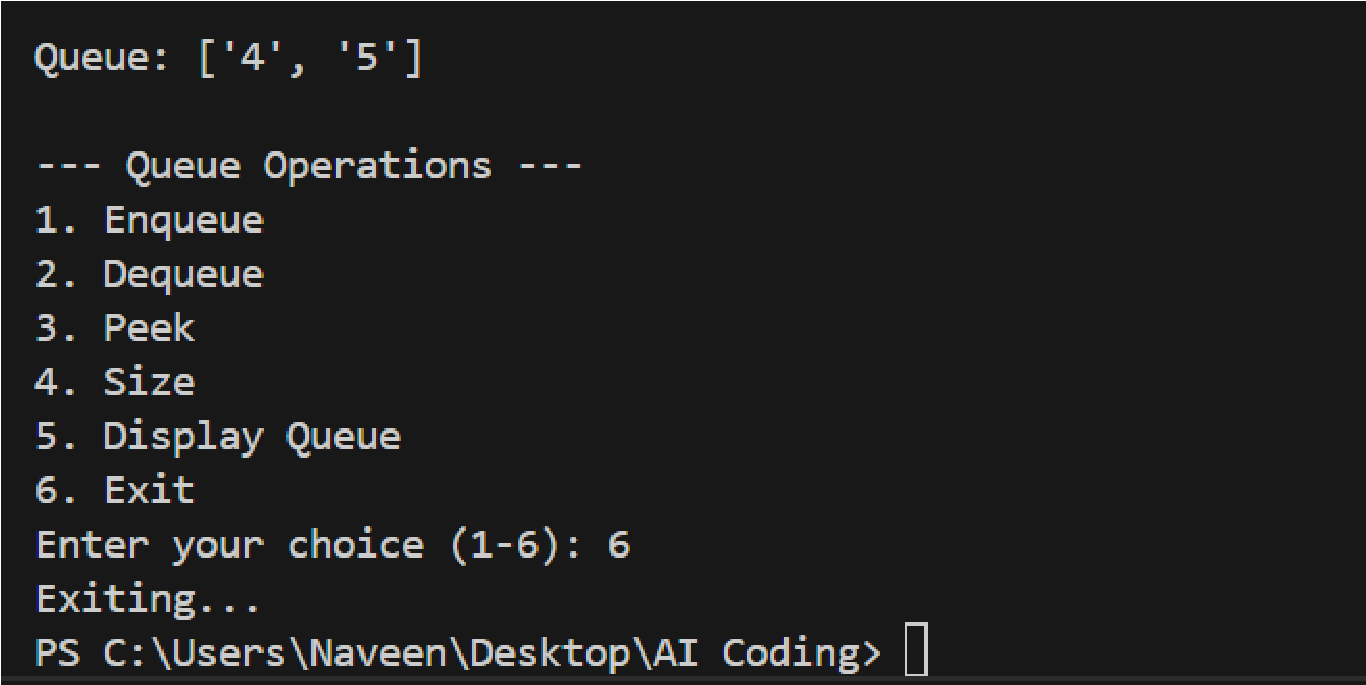 Queue: ['4', '5']
--- Queue Operations ---
1. Enqueue
2. Dequeue
3. Peek
4. Size
5. Display Queue
6. Exit
Enter your choice (1-6): 6
Exiting...
PS C:\Users\Naveen\Desktop\AI Coding>